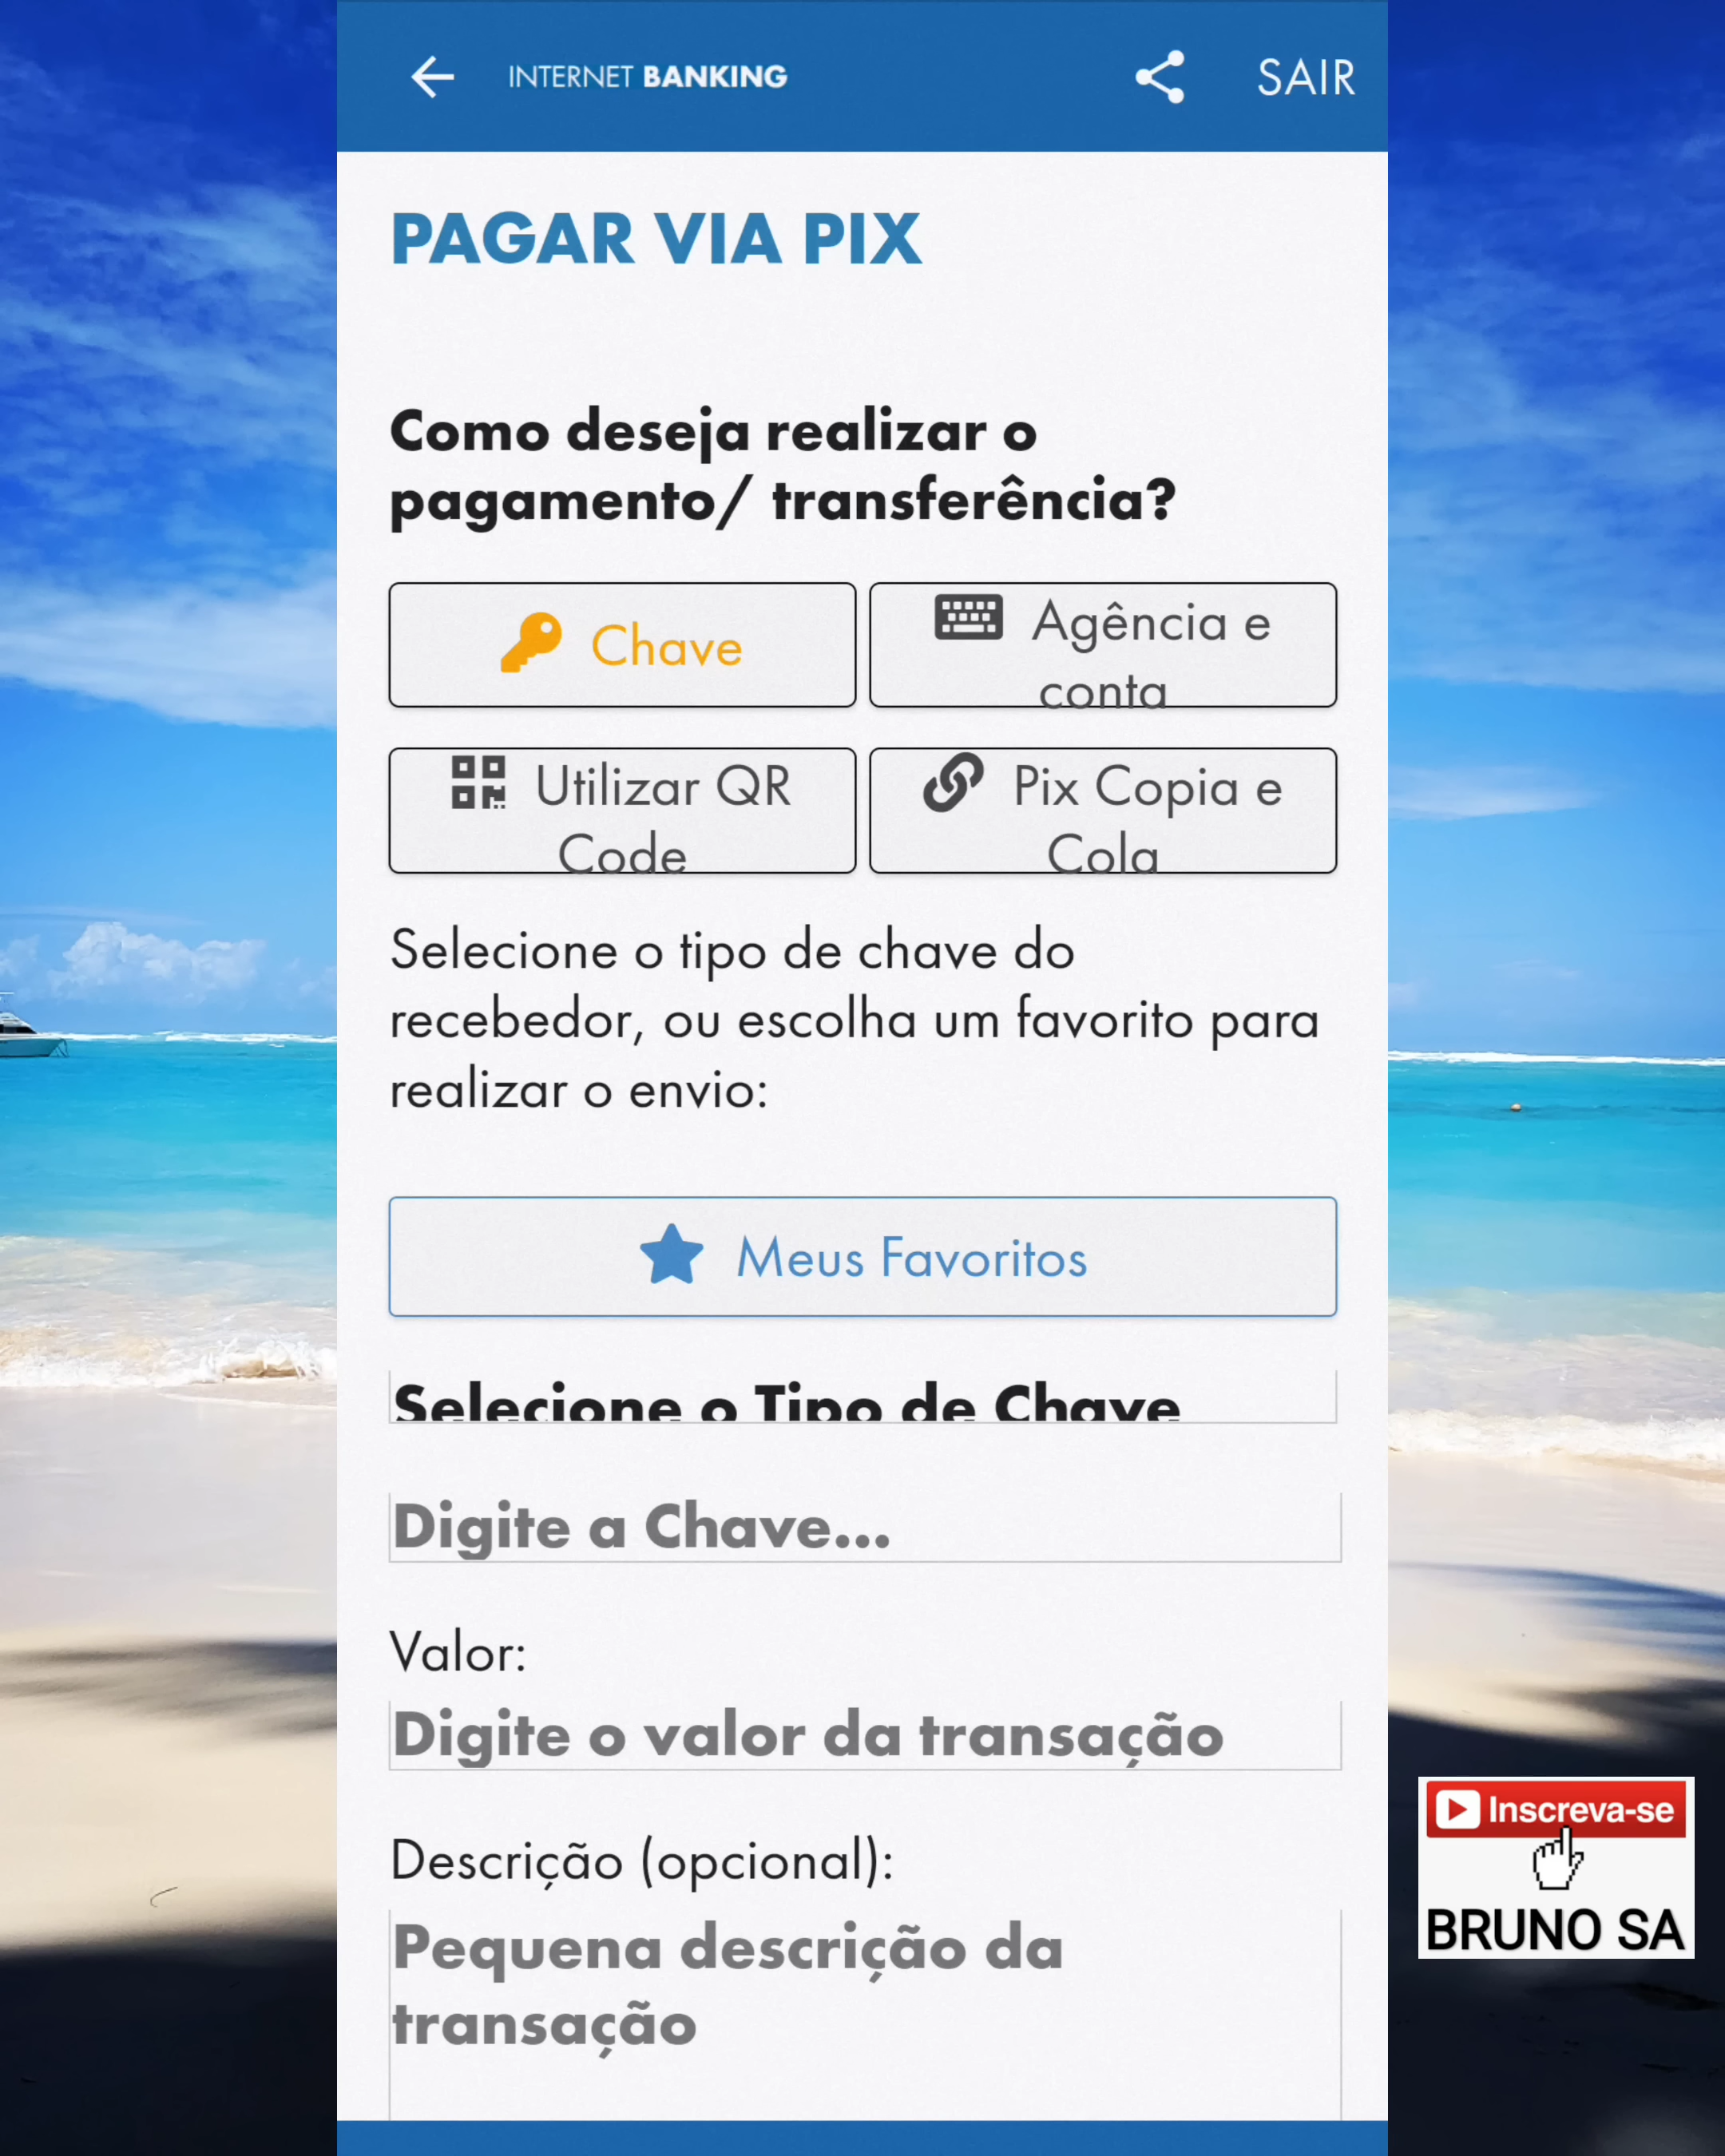 INTERNET BANKING
SAIR
PAGAR VIA PIX
Como deseja realizar o
pagamento/ transferência?
Chave
Agência e
conta
Utilizar QR
Code
Pix Copia e
Cola
Selecione o tipo de chave do
recebedor, ou escolha um favorito para
realizar o envio:
Meus Favoritos
Selecione o Tipo de Chave
Digite a Chave...
Valor:
Digite o valor da transação
Descrição (opcional):
Pequena descrição da
transação
Inscreva-se
BRUNO SA